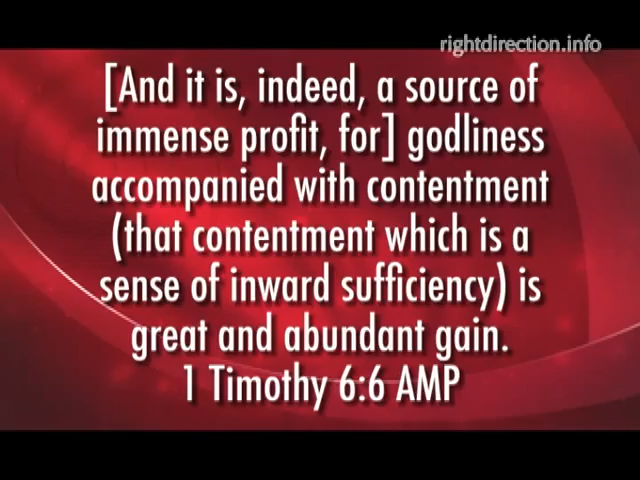 rightdirection.info
[And it is, indeed, a source of
immense profit, for] godliness
accompanied with contentment
(that contentment which is a
sense of inward sufficiency) is
great and abundant gain.
1 Timothy 6:6 AMP